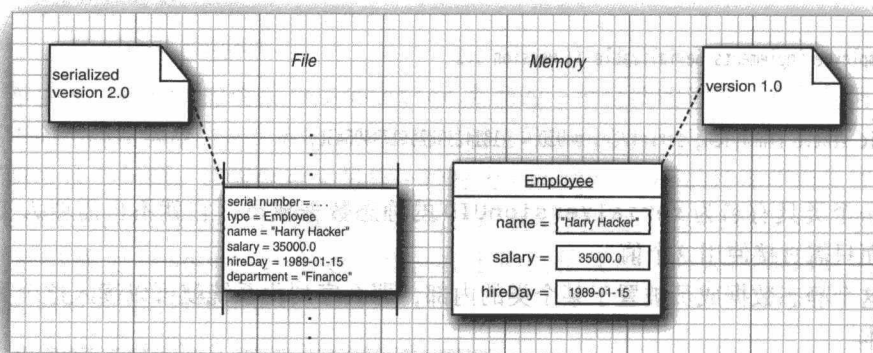 serialized
version 2.0
File
Memory
version 1.0
serial number = ...
type = Employee
name = "Harry Hacker"
salary = 35000.0
hireDay = 1989-01-15
department = "Finance"
Employee
name = "Harry Hacker"
salary = 35000.0
hireDay = 1989-01-15